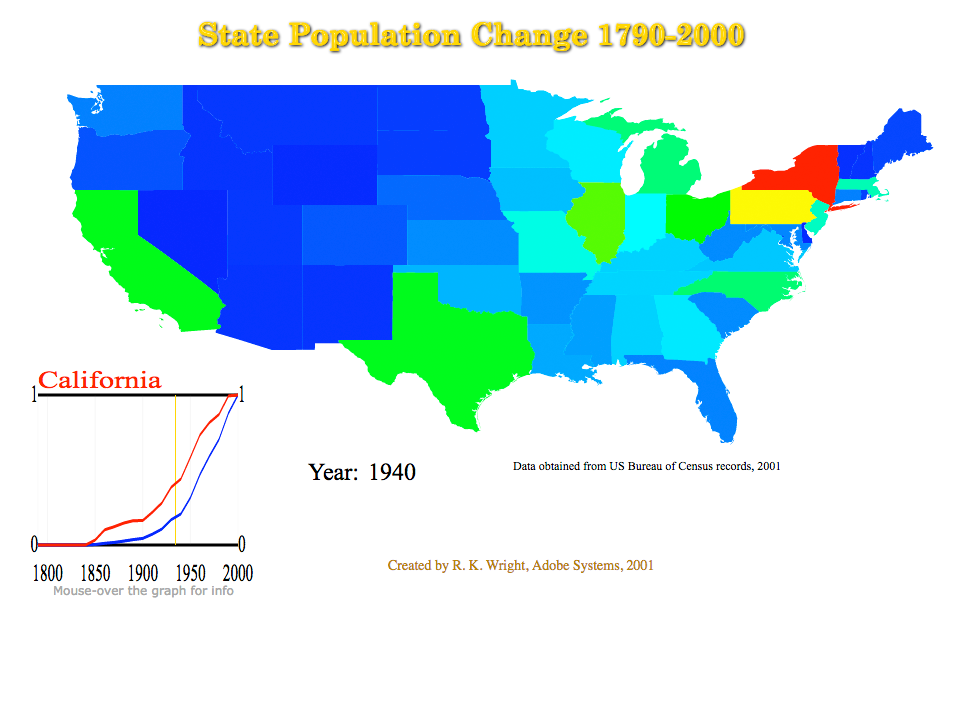 State Population Change 1790-2000
California
1 1
Year: 1940
Data obtained from US Bureau of Census records, 2001
0 0
Created by R. K. Wright, Adobe Systems, 2001
1800 1850 1900 1950 2000
Mouse-over the graph for info